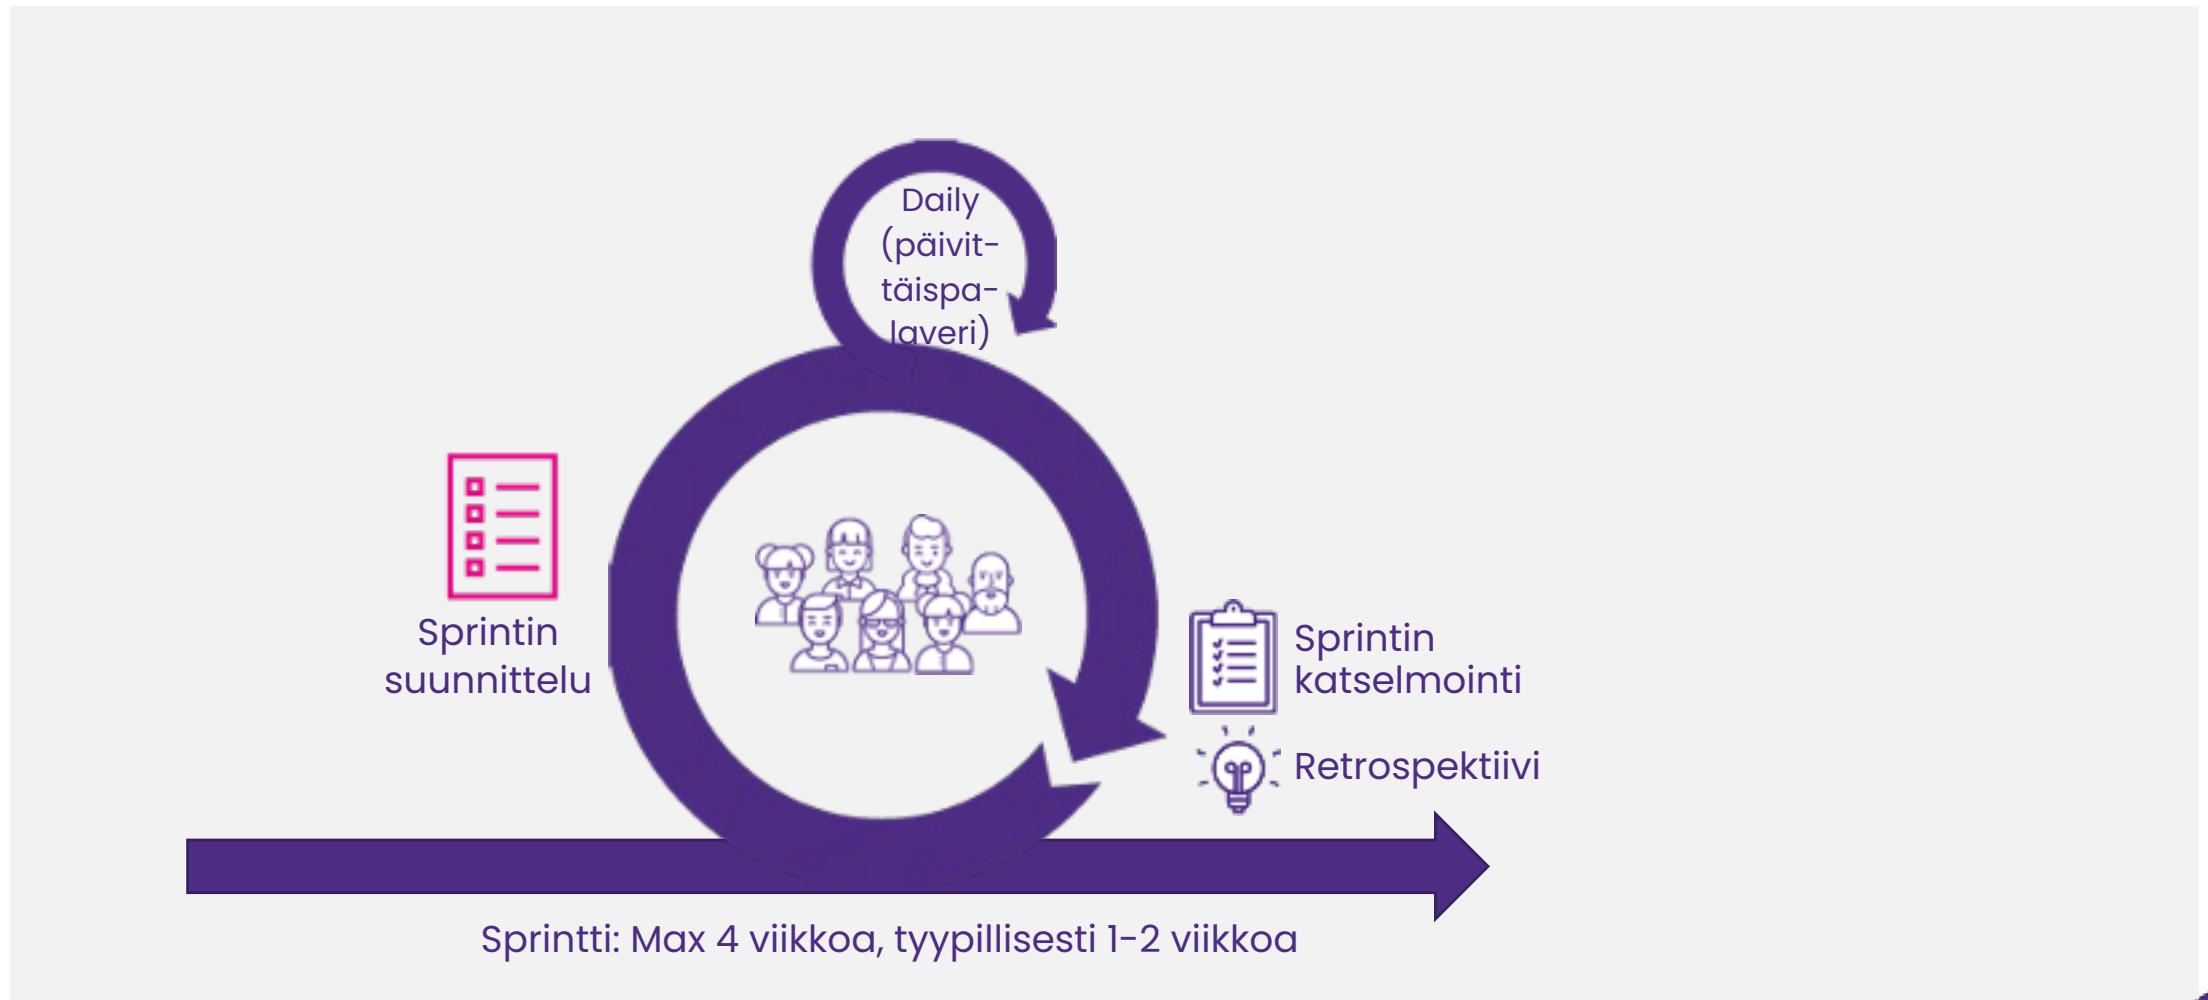 Daily
(päivit-
täispa-
laveri)
Sprintin
suunnittelu
Sprintin
katselmointi
Retrospektiivi
Sprintti: Max 4 viikkoa, tyypillisesti 1-2 viikkoa